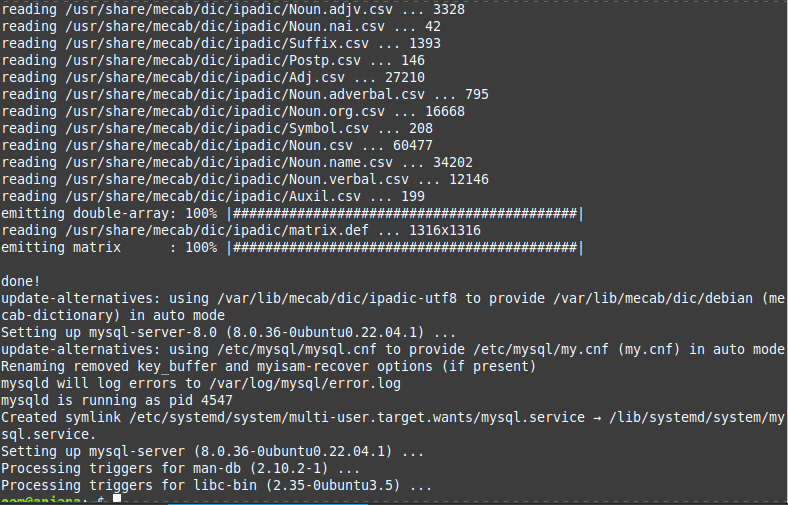 reading /usr/share/mecab/dic/ipadic/Noun.adjv.csv ... 3328
reading /usr/share/mecab/dic/ipadic/Noun.nai.csv ... 42
reading /usr/share/mecab/dic/ipadic/Suffix.csv ... 1393
reading /usr/share/mecab/dic/ipadic/Postp.csv ... 146
reading /usr/share/mecab/dic/ipadic/Adj.csv ... 27210
reading /usr/share/mecab/dic/ipadic/Noun.adverbal.csv ... 795
reading /usr/share/mecab/dic/ipadic/Noun.org.csv ... 16668
reading /usr/share/mecab/dic/ipadic/Symbol.csv ... 208
reading /usr/share/mecab/dic/ipadic/Noun.csv ... 60477
reading /usr/share/mecab/dic/ipadic/Noun.name.csv ... 34202
reading /usr/share/mecab/dic/ipadic/Noun.verbal.csv ... 12146
reading /usr/share/mecab/dic/ipadic/Auxil.csv ... 199
emitting double-array: 100% |###########################################|
reading /usr/share/mecab/dic/ipadic/matrix.def ... 1316x1316
emitting matrix      : 100% |###########################################|
done!
update-alternatives: using /var/lib/mecab/dic/ipadic-utf8 to provide /var/lib/mecab/dic/debian (me
cab-dictionary) in auto mode
Setting up mysql-server-8.0 (8.0.36-0ubuntu0.22.04.1) ...
update-alternatives: using /etc/mysql/mysql.cnf to provide /etc/mysql/my.cnf (my.cnf) in auto mode
Renaming removed key_buffer and myisam-recover options (if present)
mysqld will log errors to /var/log/mysql/error.log
mysqld is running as pid 4547
Created symlink /etc/systemd/system/multi-user.target.wants/mysql.service → /lib/systemd/system/my
sql.service.
Setting up mysql-server (8.0.36-0ubuntu0.22.04.1) ...
Processing triggers for man-db (2.10.2-1) ...
Processing triggers for libc-bin (2.35-0ubuntu3.5) ...